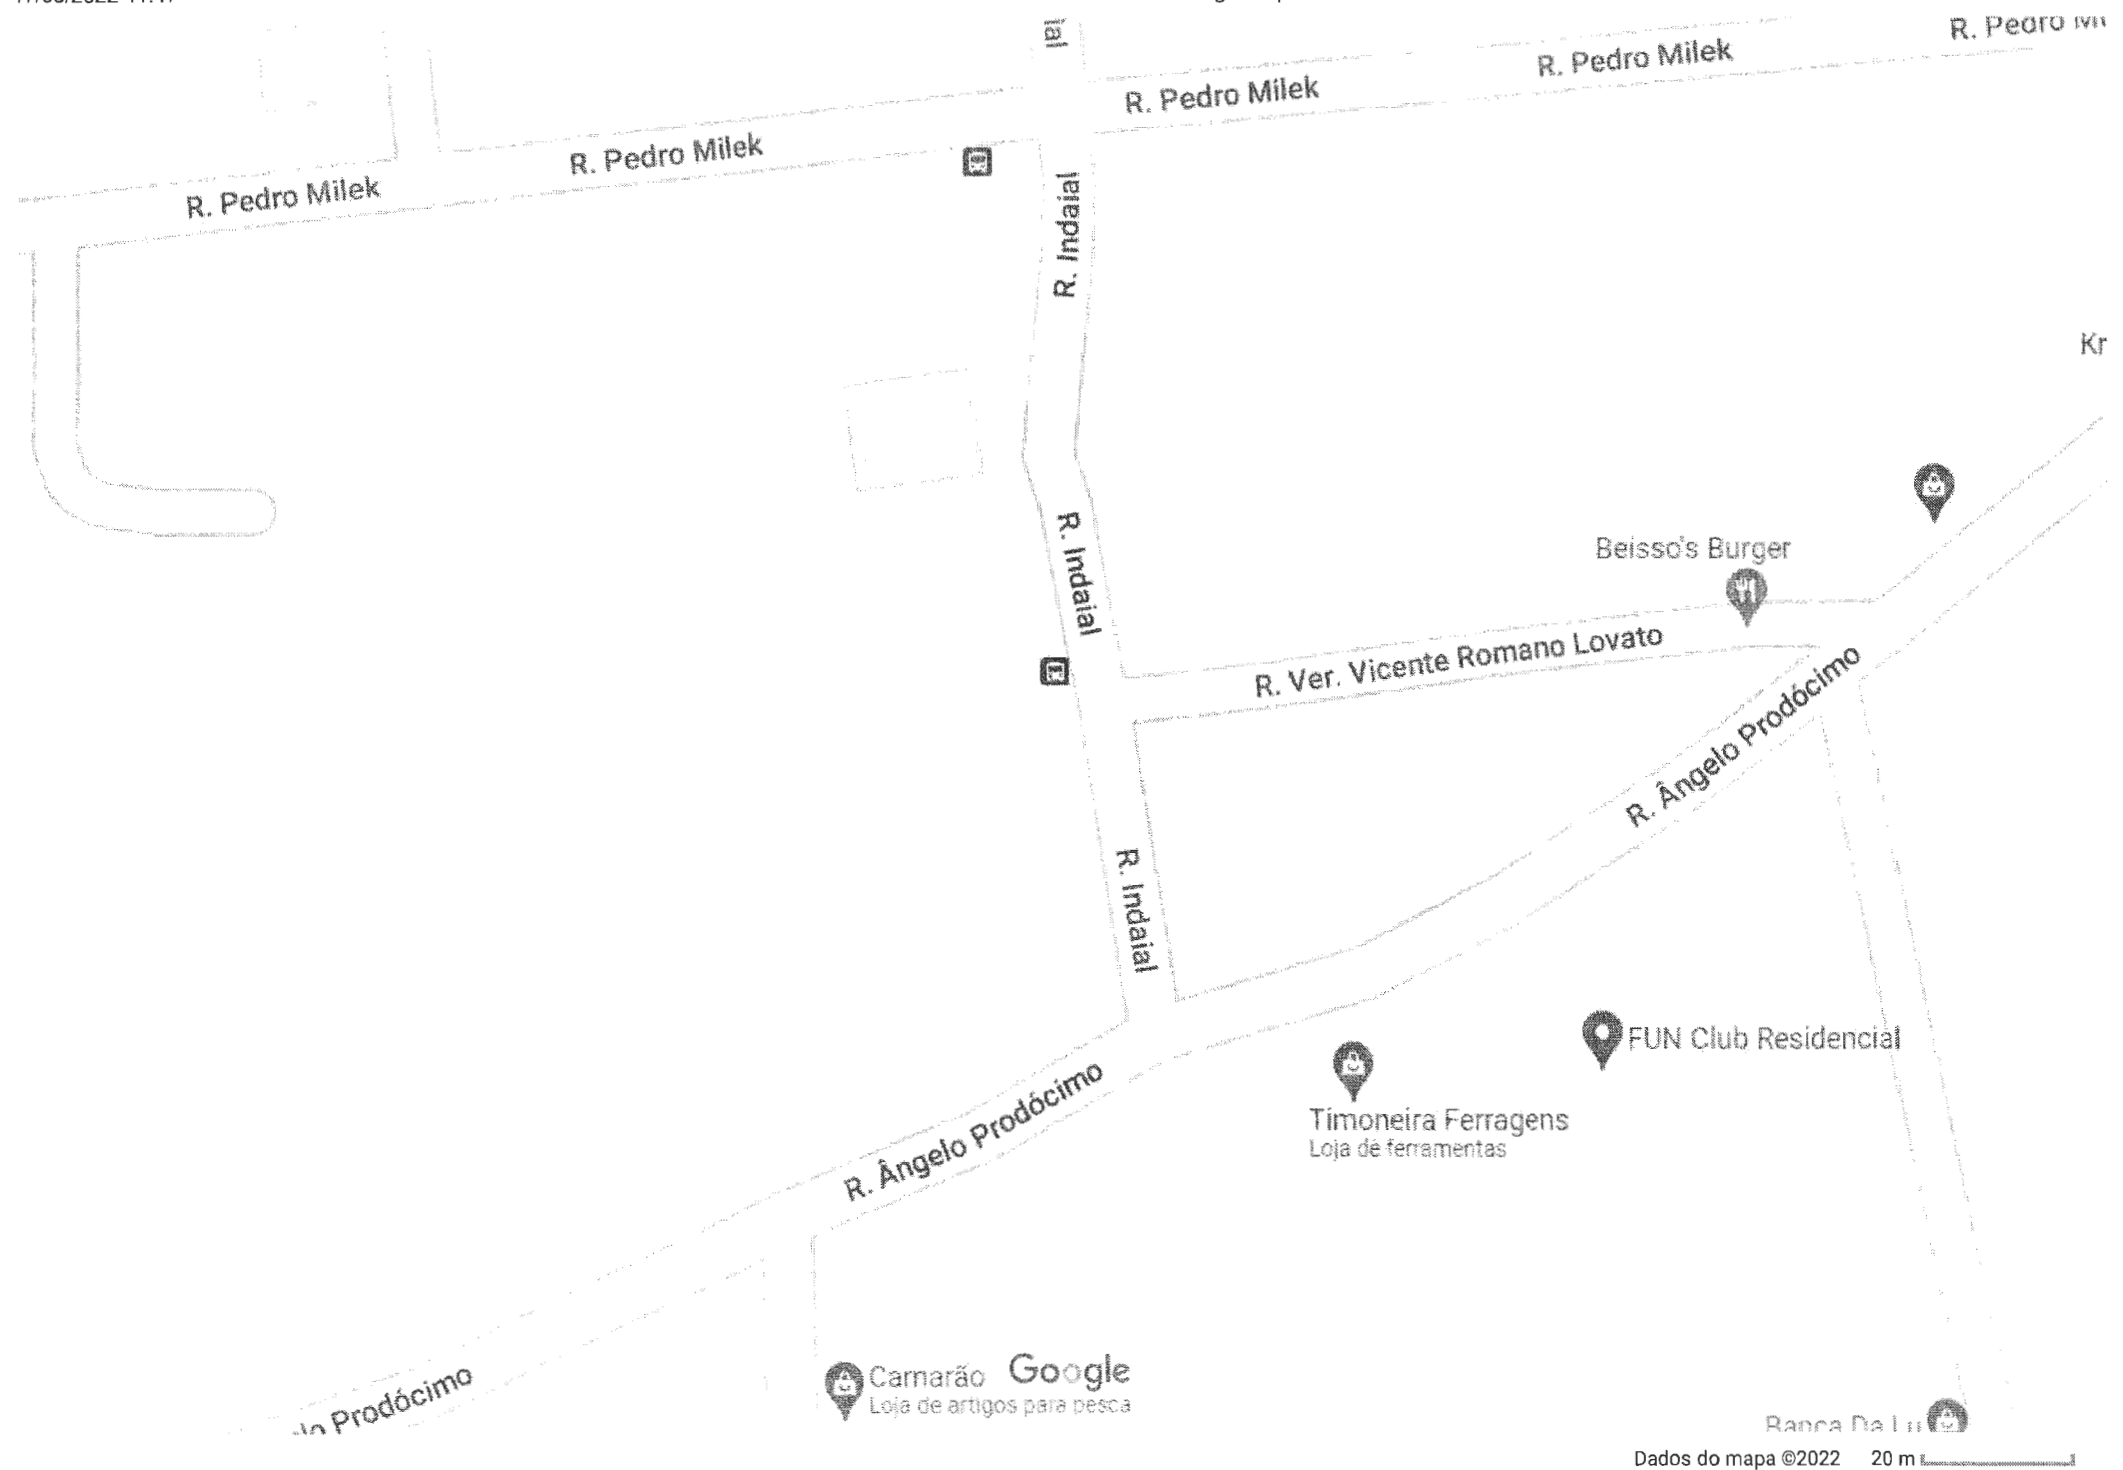 R. Pedro Milek
R. Pedro Milek
R. Pedro Milek
R. Pedro Milek
R. Indaial
Beisso's Burger
R. Indaial
R. Ver. Vicente Romano Lovato
R. Ângelo Prodócimo
R. Indaial
FUN Club Residencial
R. Ângelo Prodócimo
Timoneira Ferragens
Loja de ferramentas
Prodócimo
Camarão Google
Loja de artigos para pesca
Banca Da
Dados do mapa ©2022 20 m